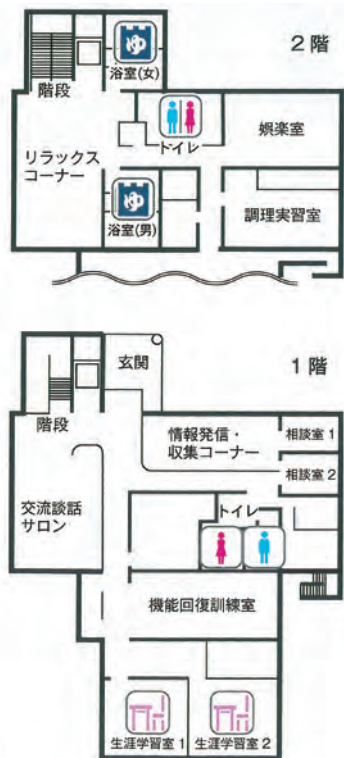 2階
ゆ
浴室(女)
階段
トイレ
娯楽室
リラックス
コーナー
ゆ
調理実習室
浴室(男)
1階
玄関
階段
情報発信・
収集コーナー
相談室 1
相談室 2
交流談話
サロン
トイレ
機能回復訓練室
生涯学習室 1
生涯学習室 2